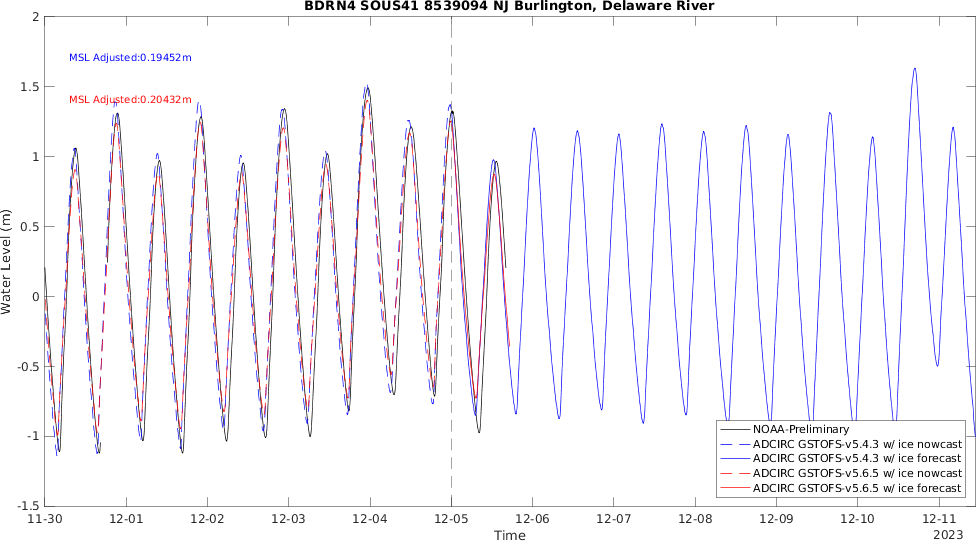 BDRN4 SOUS41 8539094 NJ Burlington, Delaware River
2
1.5
1
0.5
0
-0.5
-1
-1.5
Water Level (m)
MSL Adjusted:0.19452m
MSL Adjusted:0.20432m
NOAA-Preliminary
ADCIRC GSTOFS-v5.4.3 w/ ice nowcast
ADCIRC GSTOFS-v5.4.3 w/ ice forecast
ADCIRC GSTOFS-v5.6.5 w/ ice nowcast
ADCIRC GSTOFS-v5.6.5 w/ ice forecast
11-30 12-01 12-02 12-03 12-04 12-05 12-06 12-07 12-08 12-09 12-10 12-11
Time
2023